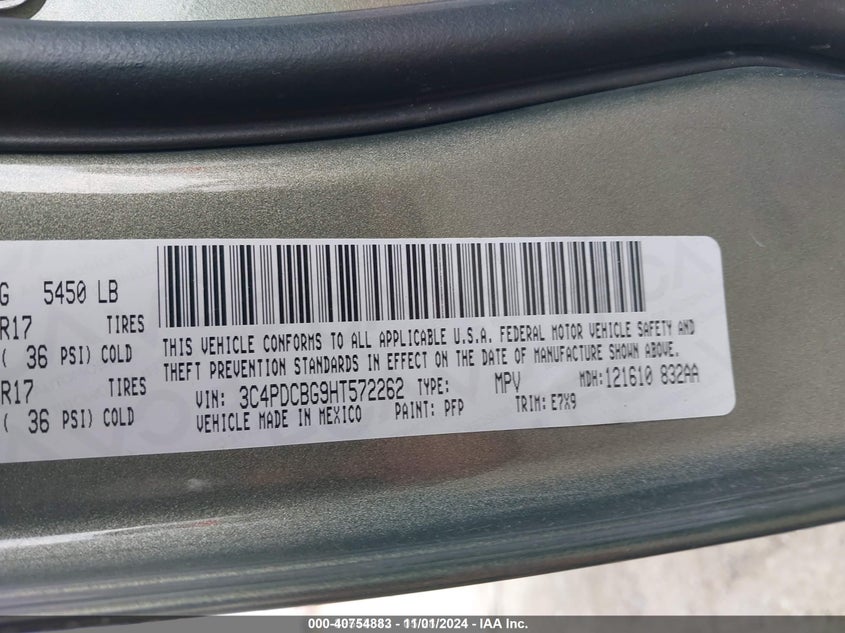 G 5450 LB
R17 TIRES
( 36 PSI) COLD
R17 TIRES
( 36 PSI) COLD
THIS VEHICLE CONFORMS TO ALL APPLICABLE U.S.A. FEDERAL MOTOR VEHICLE SAFETY AND
THEFT PREVENTION STANDARDS IN EFFECT ON THE DATE OF MANUFACTURE SHOWN ABOVE.
VIN: 3C4PDCBG9HT572262 TYPE: MPV MDH:121610 832AA
VEHICLE MADE IN MEXICO PAINT: PFP TRIM: E7X9
000-40754883 - 11/01/2024 - IAA Inc.